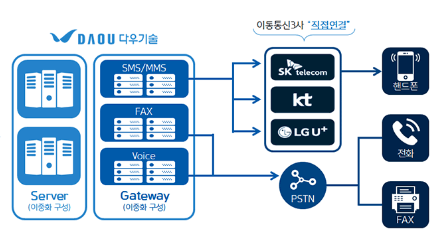 DAOU 다우기술
이동통신3사 "직접연결"
SMS/MMS
SK telecom
핸드폰
FAX
kt
LG U+
전화
Voice
Server
(이중화 구성)
Gateway
(이중화 구성)
PSTN
FAX